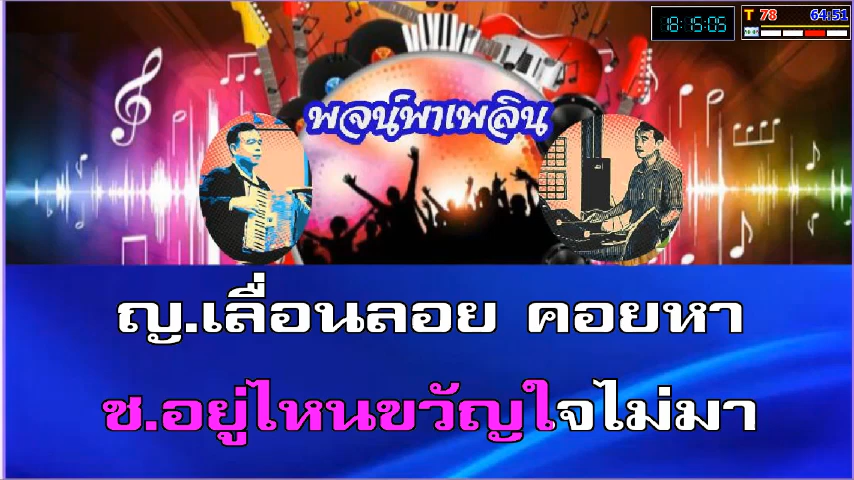 18:15:05
T 78 64:51
พจน์พาเพลิน
ญ.เลื่อนลอย คอยหา
ช.อยู่ไหนขวัญใจไม่มา